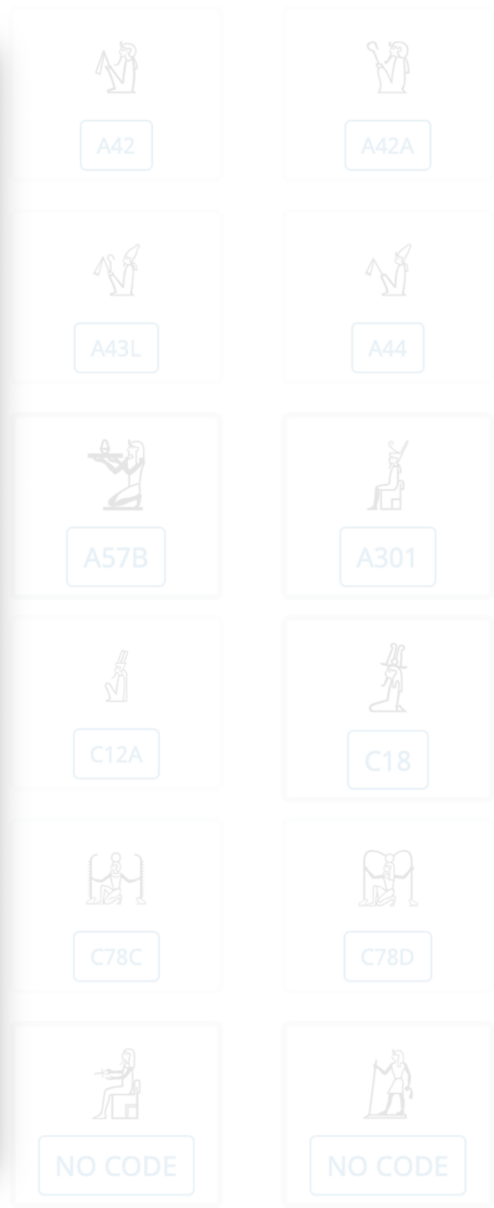 A42 A42A
A43L A44
A57B A301
C12A C18
C78C C78D
NO CODE NO CODE